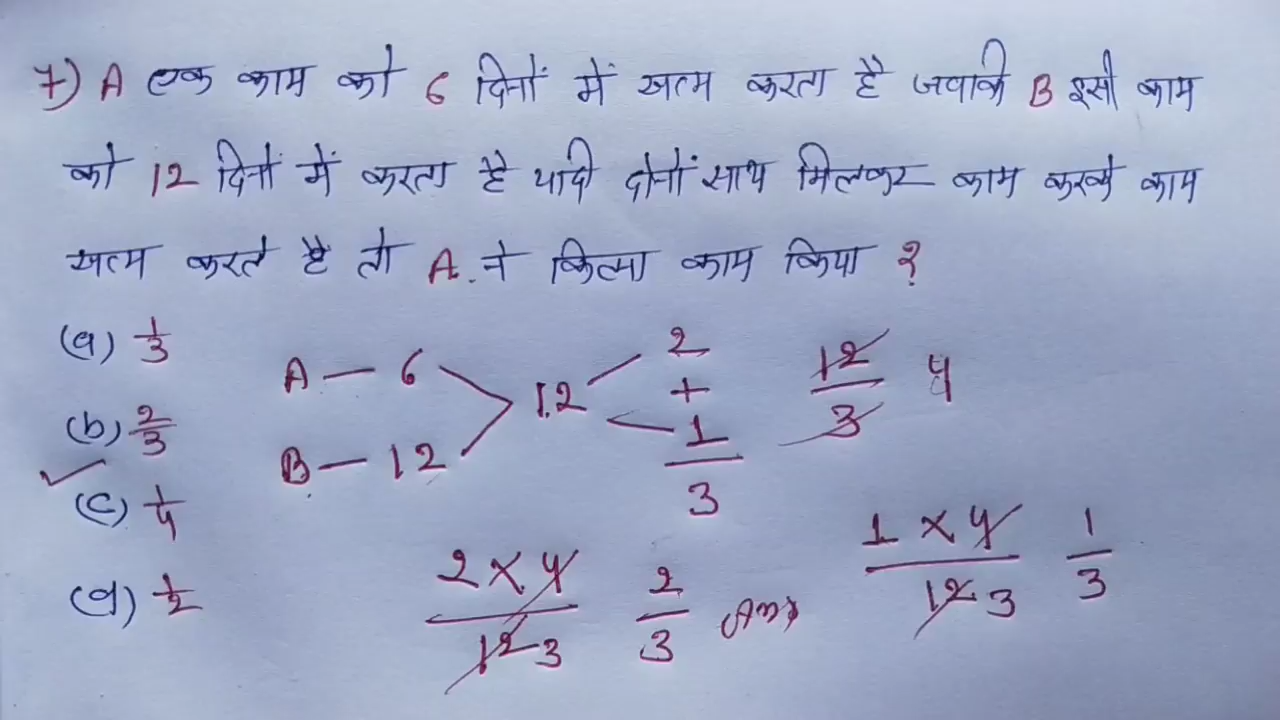 7) A एक काम को 6 दिनों में खत्म करता है जबकि B इसी काम
को 12 दिनों में करता है यदि दोनों साथ मिलकर काम करके काम
खत्म करते है तो A. ने कितना काम किया ?
(a) 1/3
(b) 2/3
(c) 1/4
(d) 1/2
A — 6
B — 12
12
2
+
1
3
12/3 4
2 × 4 / 12 3
2/3 Ans
1 × 4 / 12 3
1/3